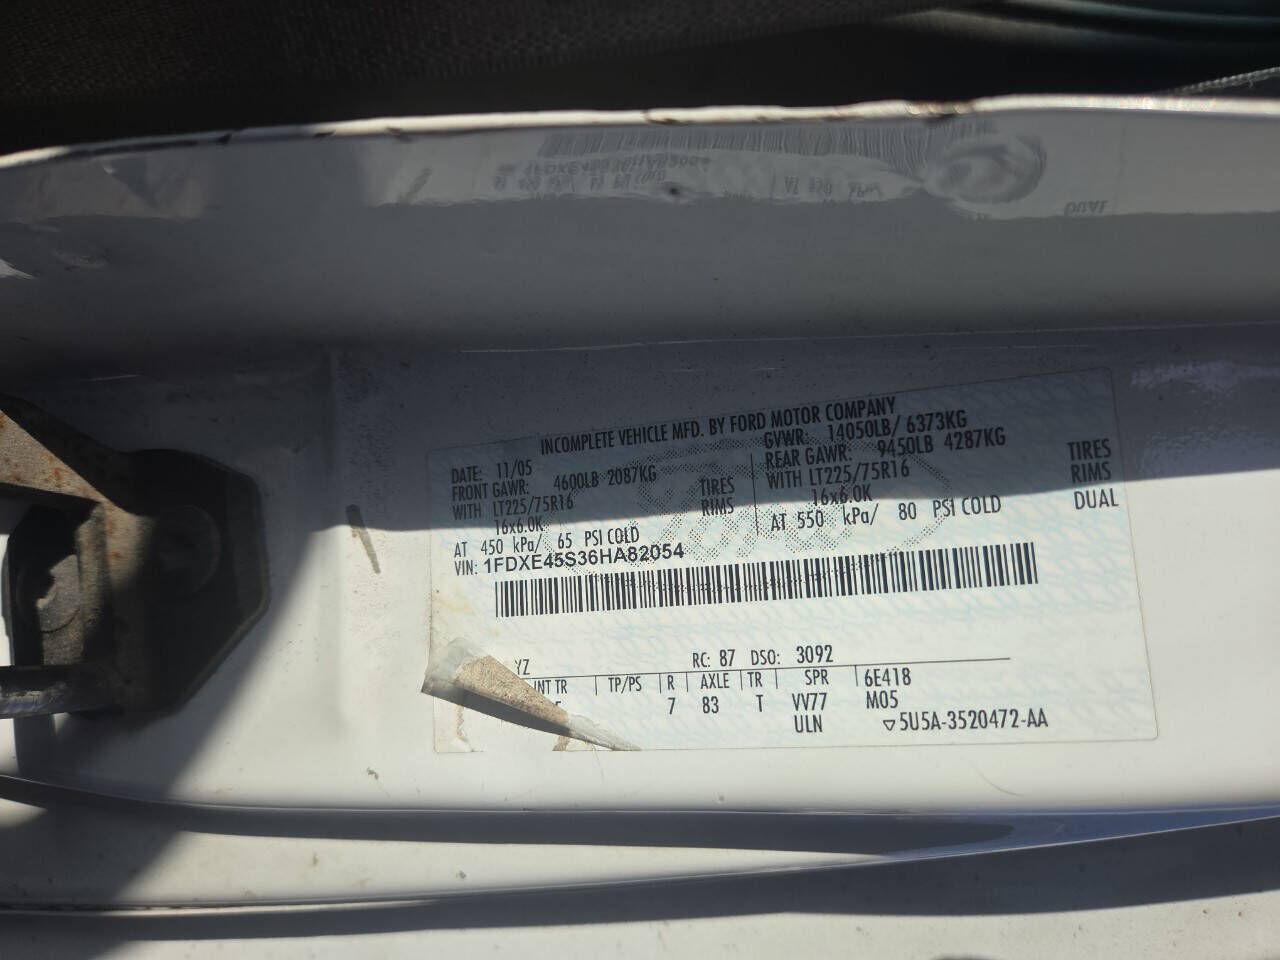 INCOMPLETE VEHICLE MFD. BY FORD MOTOR COMPANY
DATE: 11/05 GVWR: 14050LB/ 6373KG
FRONT GAWR: 4600LB 2087KG REAR GAWR: 9450LB 4287KG
WITH LT225/75R16 TIRES WITH LT225/75R16 TIRES
16x6.0K RIMS 16x6.0K RIMS
AT 450 kPa/ 65 PSI COLD AT 550 kPa/ 80 PSI COLD DUAL
VIN: 1FDXE45S36HA82054
YZ RC: 87 DSO: 3092
INT TR TP/PS R AXLE TR SPR 6E418
7 83 T VV77 M05
ULN ▽5U5A-3520472-AA